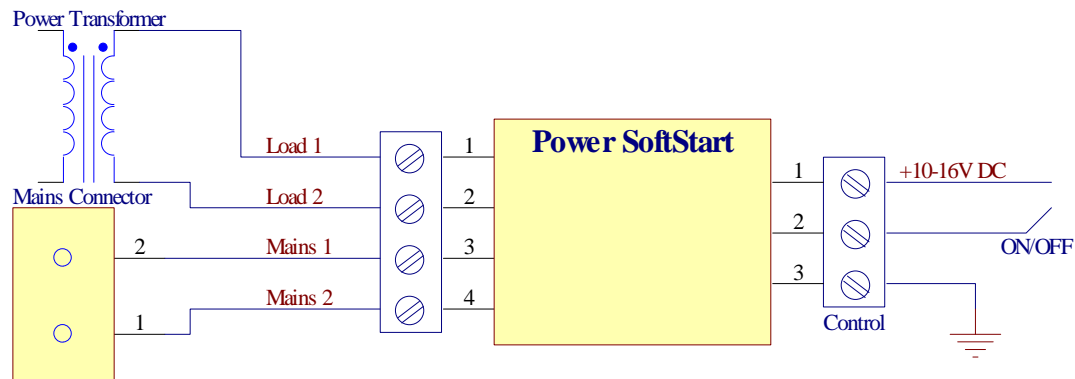 Power Transformer
Load 1
1
Power SoftStart
1
+10-16V DC
Mains Connector
Load 2
2
2
ON/OFF
2
Mains 1
3
3
1
Mains 2
4
Control